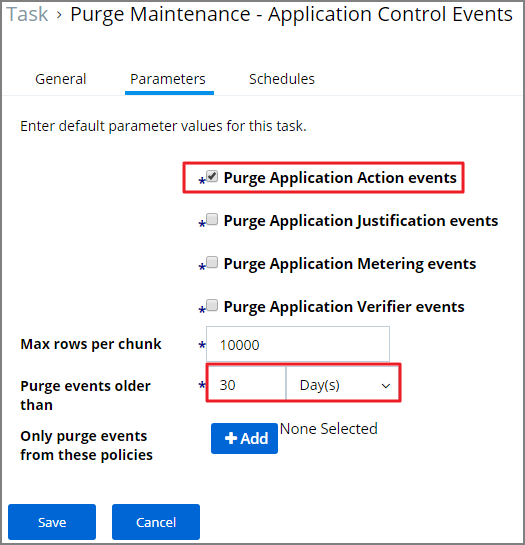 Task › Purge Maintenance - Application Control Events
General Parameters Schedules
Enter default parameter values for this task.
* Purge Application Action events
* Purge Application Justification events
* Purge Application Metering events
* Purge Application Verifier events
Max rows per chunk * 10000
Purge events older than * 30 Day(s)
Only purge events from these policies + Add None Selected
Save Cancel